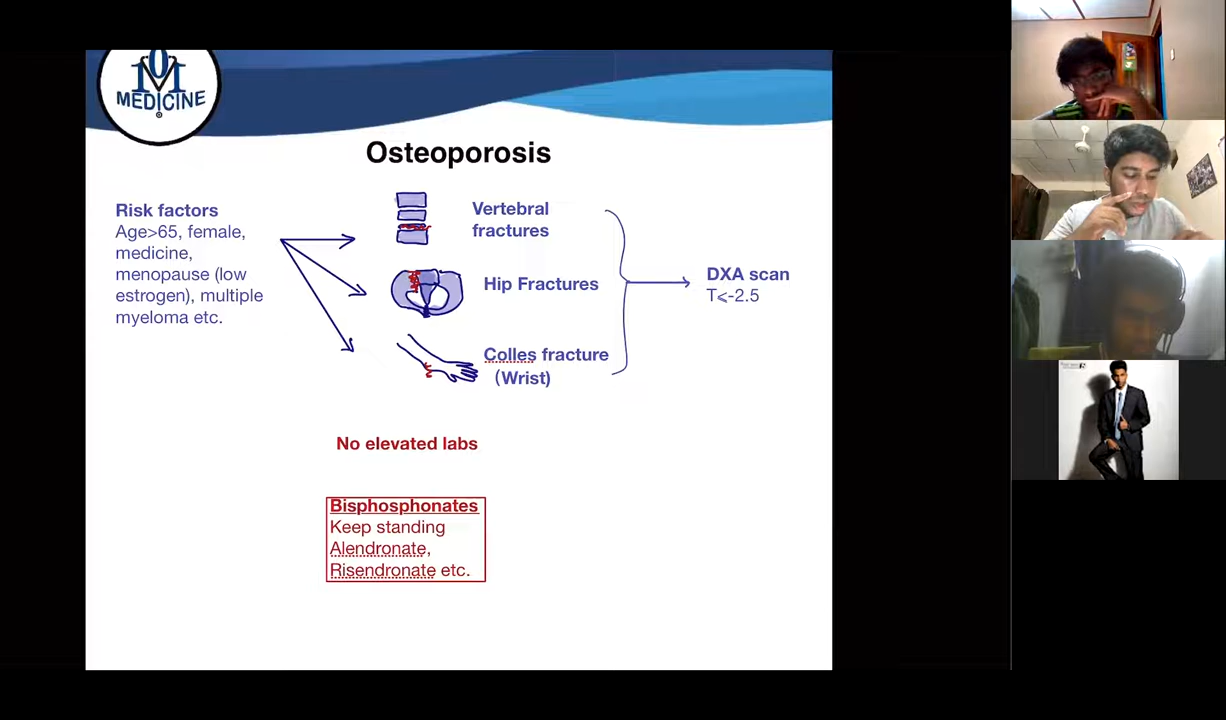 MEDICINE
Osteoporosis
Risk factors
Age>65, female,
medicine,
menopause (low
estrogen), multiple
myeloma etc.
Vertebral
fractures
Hip Fractures
Colles fracture
(Wrist)
DXA scan
T⩽-2.5
No elevated labs
Bisphosphonates
Keep standing
Alendronate,
Risendronate etc.